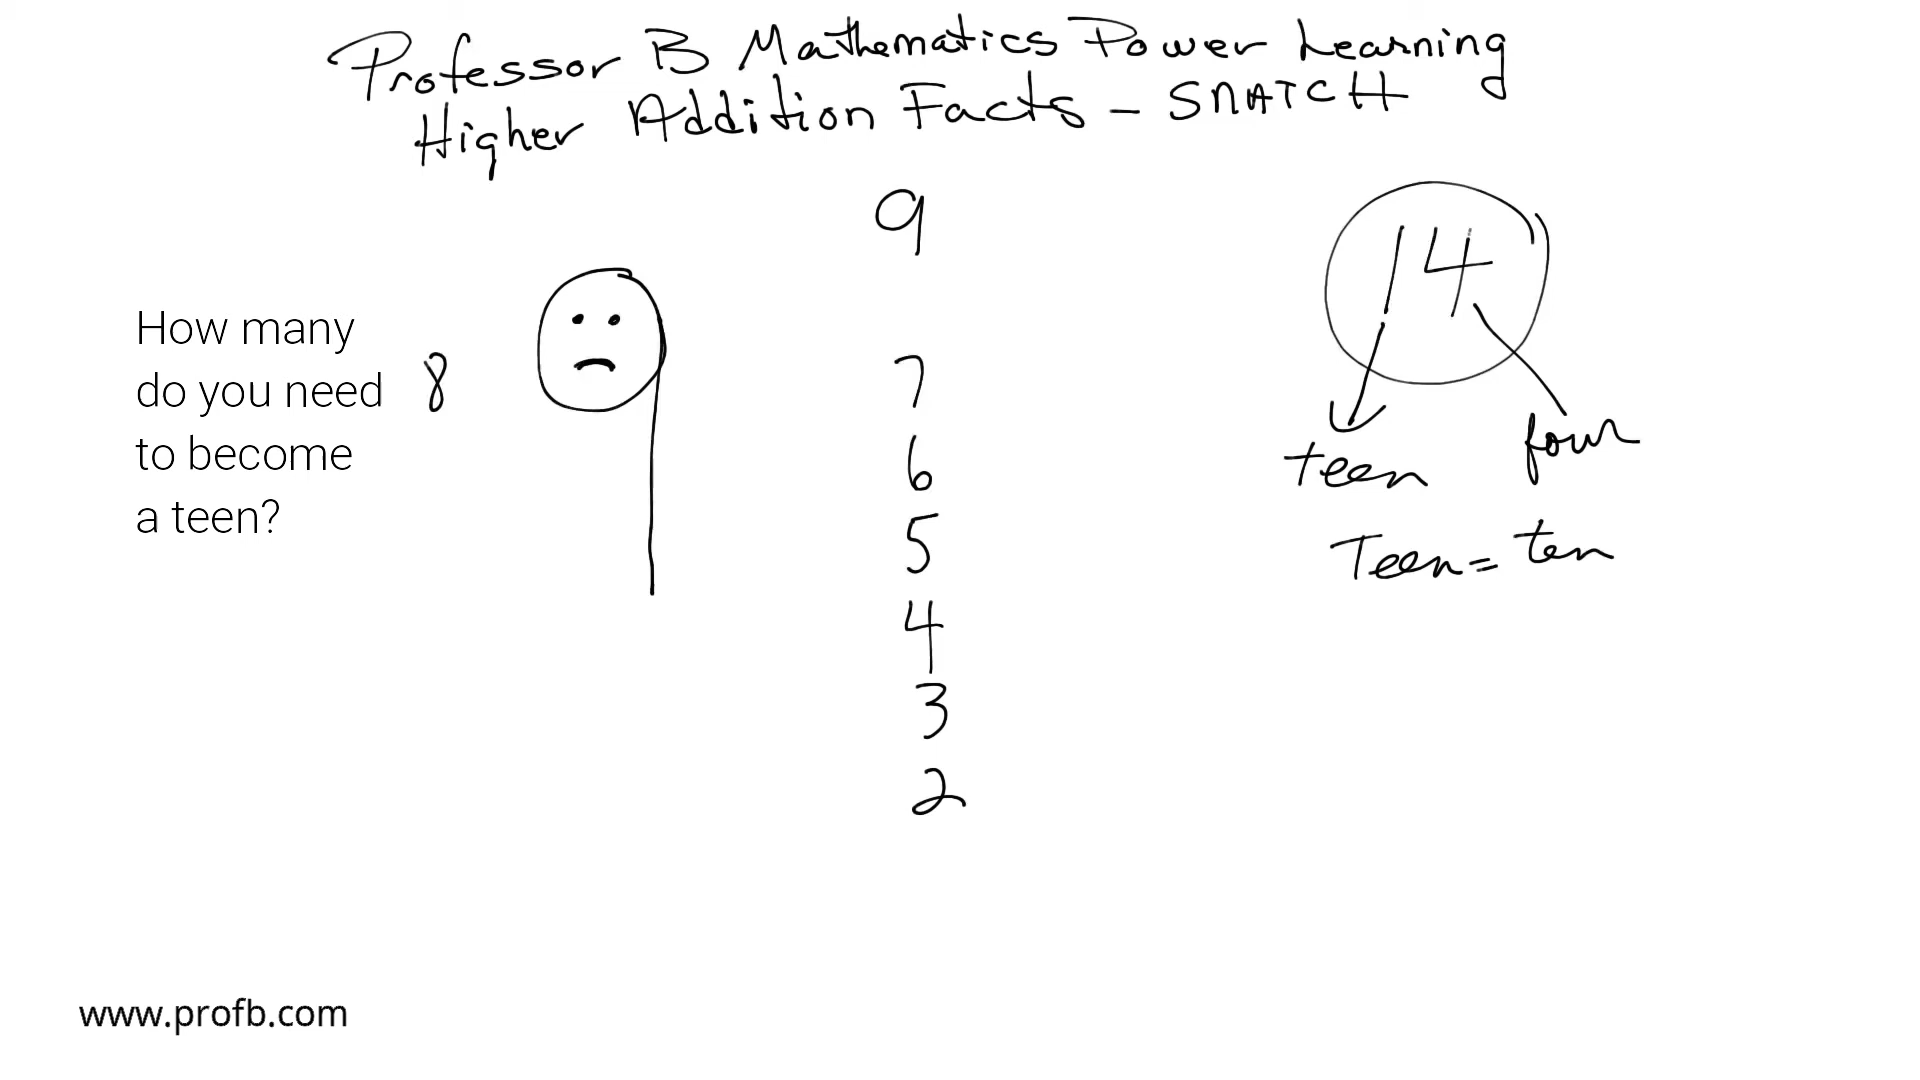 Professor B Mathematics Power Learning
Higher Addition Facts - SNATCH
How many
do you need
to become
a teen?
8
9
7
6
5
4
3
2
14
teen four
Teen = ten
www.profb.com